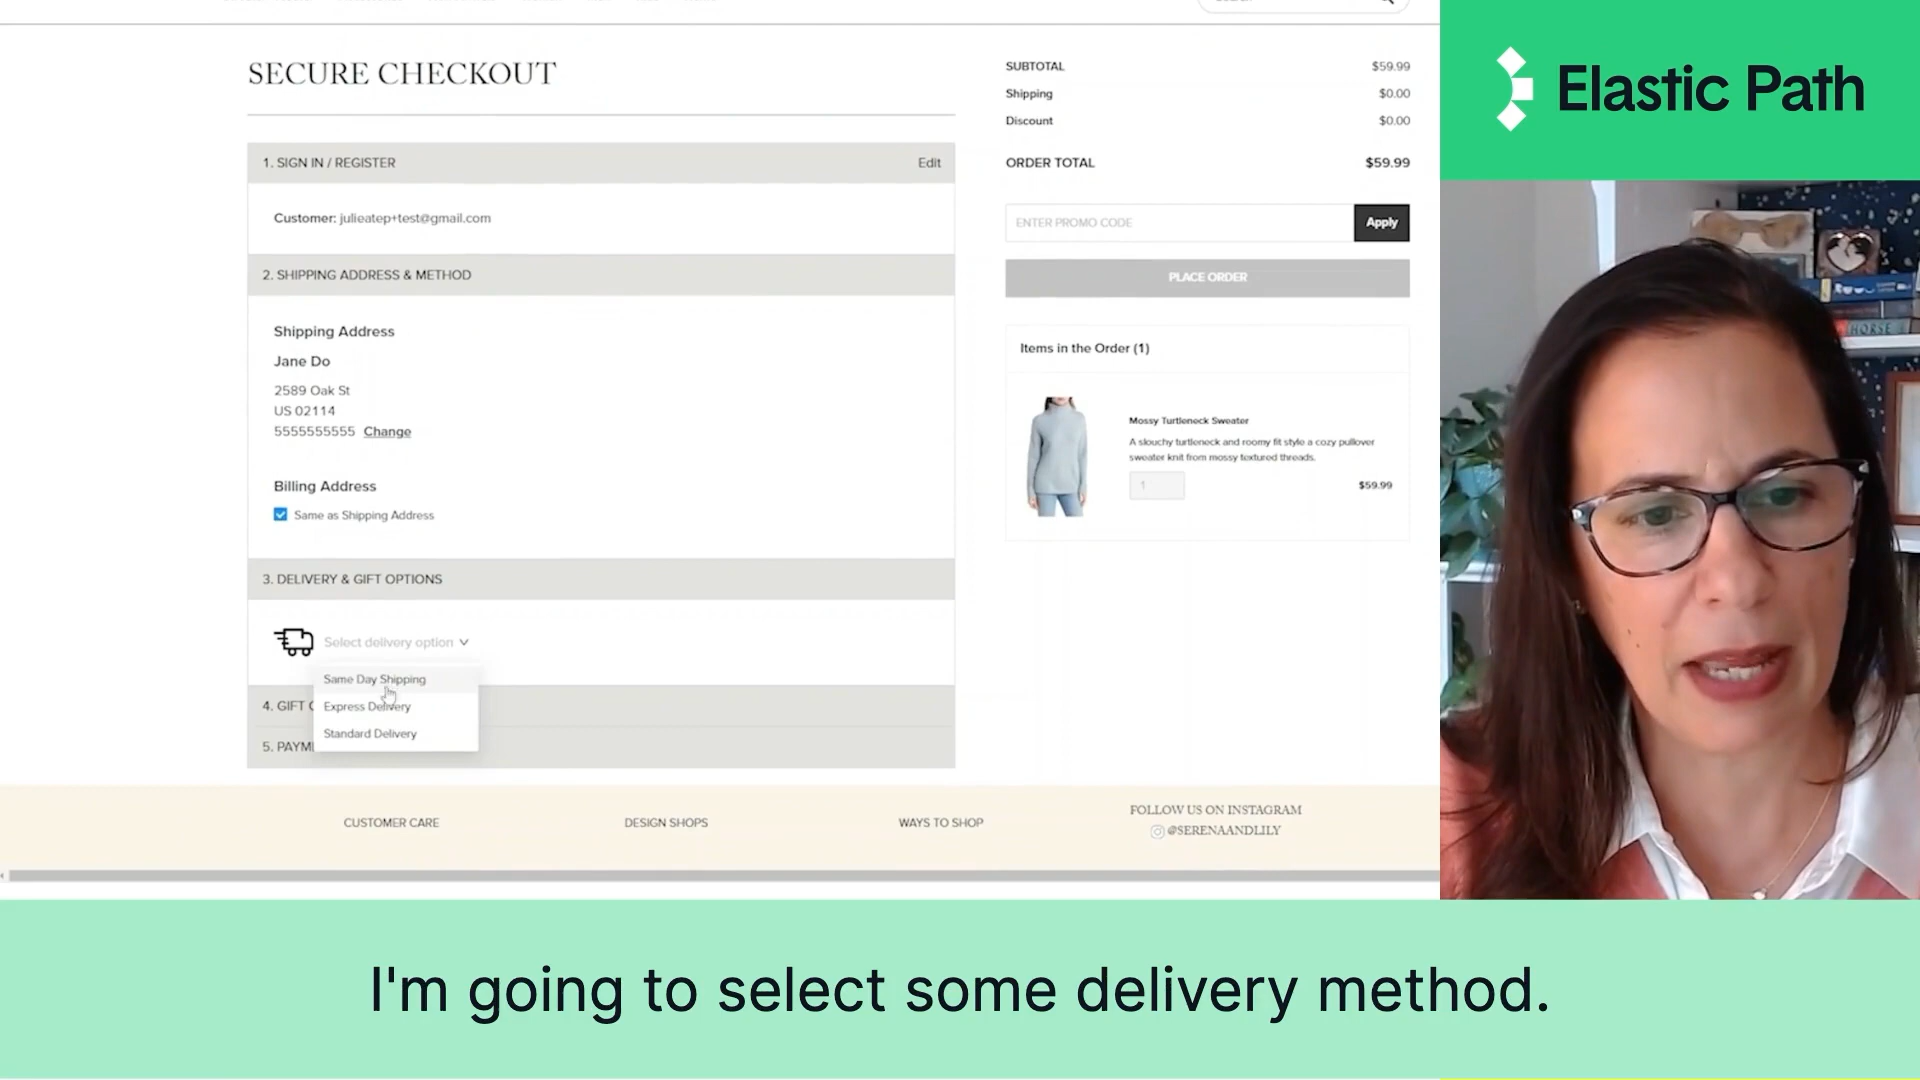 SECURE CHECKOUT
1. SIGN IN / REGISTER
Edit
Customer: julieatep+test@gmail.com
2. SHIPPING ADDRESS & METHOD
Shipping Address
Jane Do
2589 Oak St
US 02114
5555555555 Change
Billing Address
Same as Shipping Address
3. DELIVERY & GIFT OPTIONS
Select delivery option
Same Day Shipping
4. GIFT
Express Delivery
Standard Delivery
5. PAYM
SUBTOTAL $59.99
Shipping $0.00
Discount $0.00
ORDER TOTAL $59.99
ENTER PROMO CODE
Apply
PLACE ORDER
Items in the Order (1)
Mossy Turtleneck Sweater
A slouchy turtleneck and roomy fit style a cozy pullover
sweater knit from mossy textured threads.
1
$59.99
CUSTOMER CARE
DESIGN SHOPS
WAYS TO SHOP
FOLLOW US ON INSTAGRAM
@SERENAANDLILY
Elastic Path
HORSE
I'm going to select some delivery method.